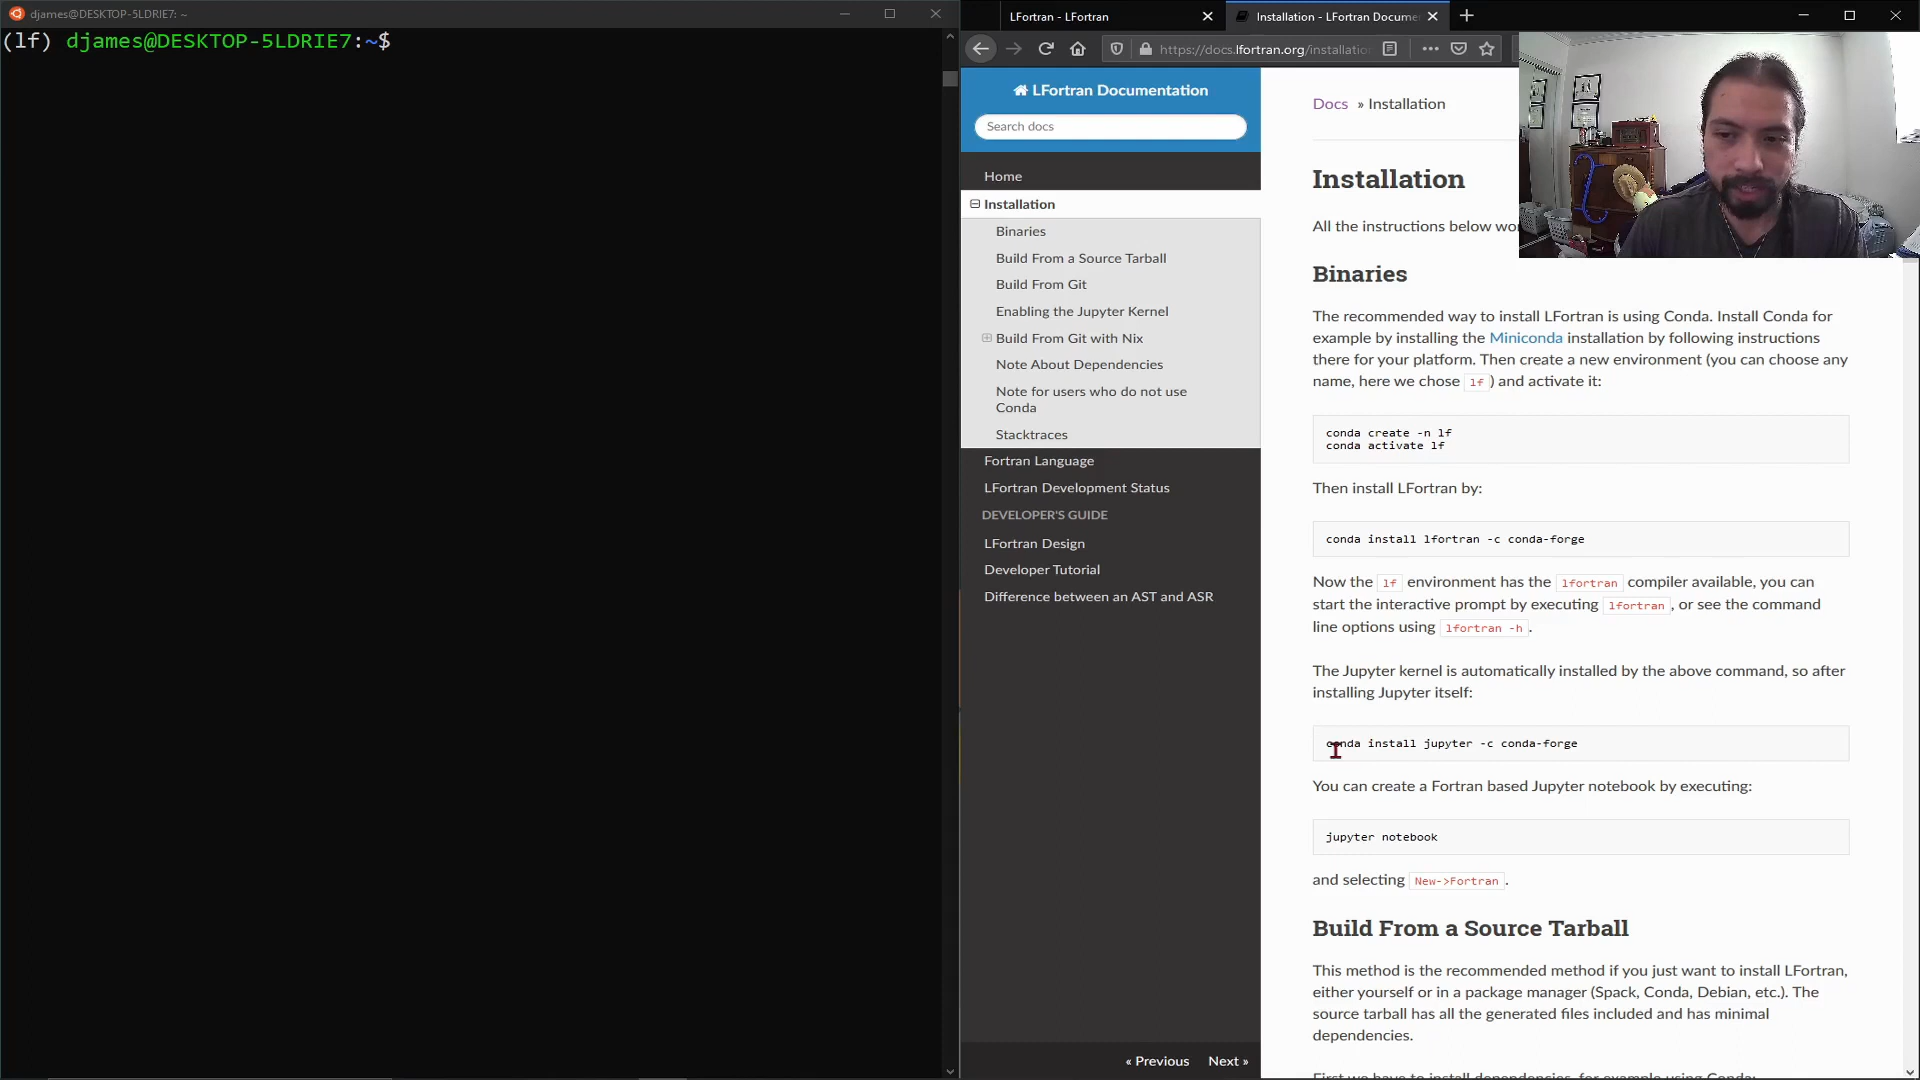 djames@DESKTOP-5LDRIE7: ~
(lf) djames@DESKTOP-5LDRIE7:~$
LFortran - LFortran
Installation - LFortran Docume
https://docs.lfortran.org/installatio
LFortran Documentation
Search docs
Home
Installation
Binaries
Build From a Source Tarball
Build From Git
Enabling the Jupyter Kernel
Build From Git with Nix
Note About Dependencies
Note for users who do not use
Conda
Stacktraces
Fortran Language
LFortran Development Status
DEVELOPER'S GUIDE
LFortran Design
Developer Tutorial
Difference between an AST and ASR
« Previous Next »
Docs » Installation
Installation
All the instructions below wo
Binaries
The recommended way to install LFortran is using Conda. Install Conda for
example by installing the Miniconda installation by following instructions
there for your platform. Then create a new environment (you can choose any
name, here we chose lf ) and activate it:
conda create -n lf
conda activate lf
Then install LFortran by:
conda install lfortran -c conda-forge
Now the lf environment has the lfortran compiler available, you can
start the interactive prompt by executing lfortran , or see the command
line options using lfortran -h .
The Jupyter kernel is automatically installed by the above command, so after
installing Jupyter itself:
conda install jupyter -c conda-forge
You can create a Fortran based Jupyter notebook by executing:
jupyter notebook
and selecting New->Fortran .
Build From a Source Tarball
This method is the recommended method if you just want to install LFortran,
either yourself or in a package manager (Spack, Conda, Debian, etc.). The
source tarball has all the generated files included and has minimal
dependencies.
First we have to install dependencies, for example using Conda: